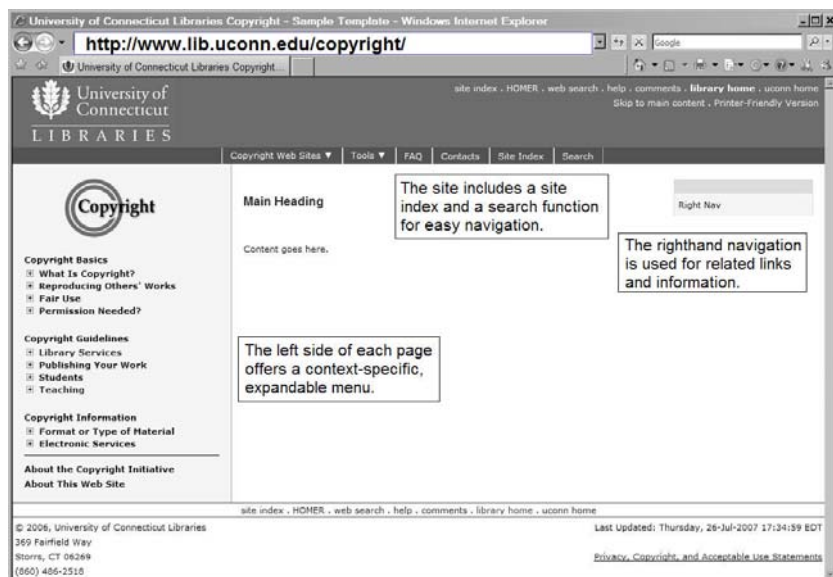 University of Connecticut Libraries Copyright - Sample Template - Windows Internet Explorer
http://www.lib.uconn.edu/copyright/
Google
University of Connecticut Libraries Copyright...
University of
Connecticut
LIBRARIES
site index . HOMER . web search . help . comments . library home . uconn home
Skip to main content . Printer-Friendly Version
Copyright Web Sites ▼ | Tools ▼ | FAQ | Contacts | Site Index | Search
Copyright
Copyright Basics
What Is Copyright?
Reproducing Others' Works
Fair Use
Permission Needed?
Copyright Guidelines
Library Services
Publishing Your Work
Students
Teaching
Copyright Information
Format or Type of Material
Electronic Services
About the Copyright Initiative
About This Web Site
Main Heading
Content goes here.
The site includes a site
index and a search function
for easy navigation.
Right Nav
The righthand navigation
is used for related links
and information.
The left side of each page
offers a context-specific,
expandable menu.
site index . HOMER . web search . help . comments . library home . uconn home
© 2006, University of Connecticut Libraries
369 Fairfield Way
Storrs, CT 06269
(860) 486-2518
Last Updated: Thursday, 26-Jul-2007 17:34:59 EDT
Privacy, Copyright, and Acceptable Use Statements